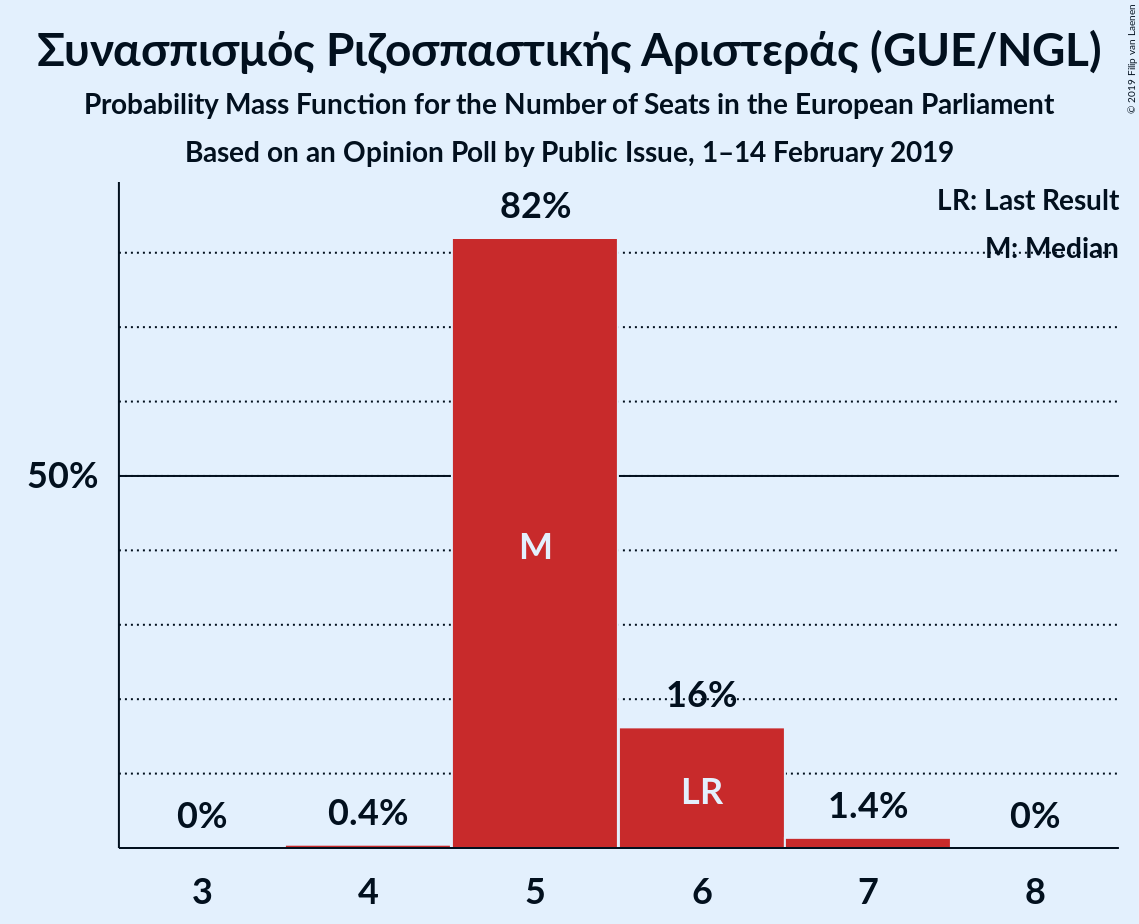 Συνασπισμός Ριζοσπαστικής Αριστεράς (GUE/NGL)
Probability Mass Function for the Number of Seats in the European Parliament
Based on an Opinion Poll by Public Issue, 1–14 February 2019
© 2019 Filip van Laenen
LR: Last Result
M: Median
82%
50%
M
16%
LR
0%
0.4%
1.4%
0%
3 4 5 6 7 8